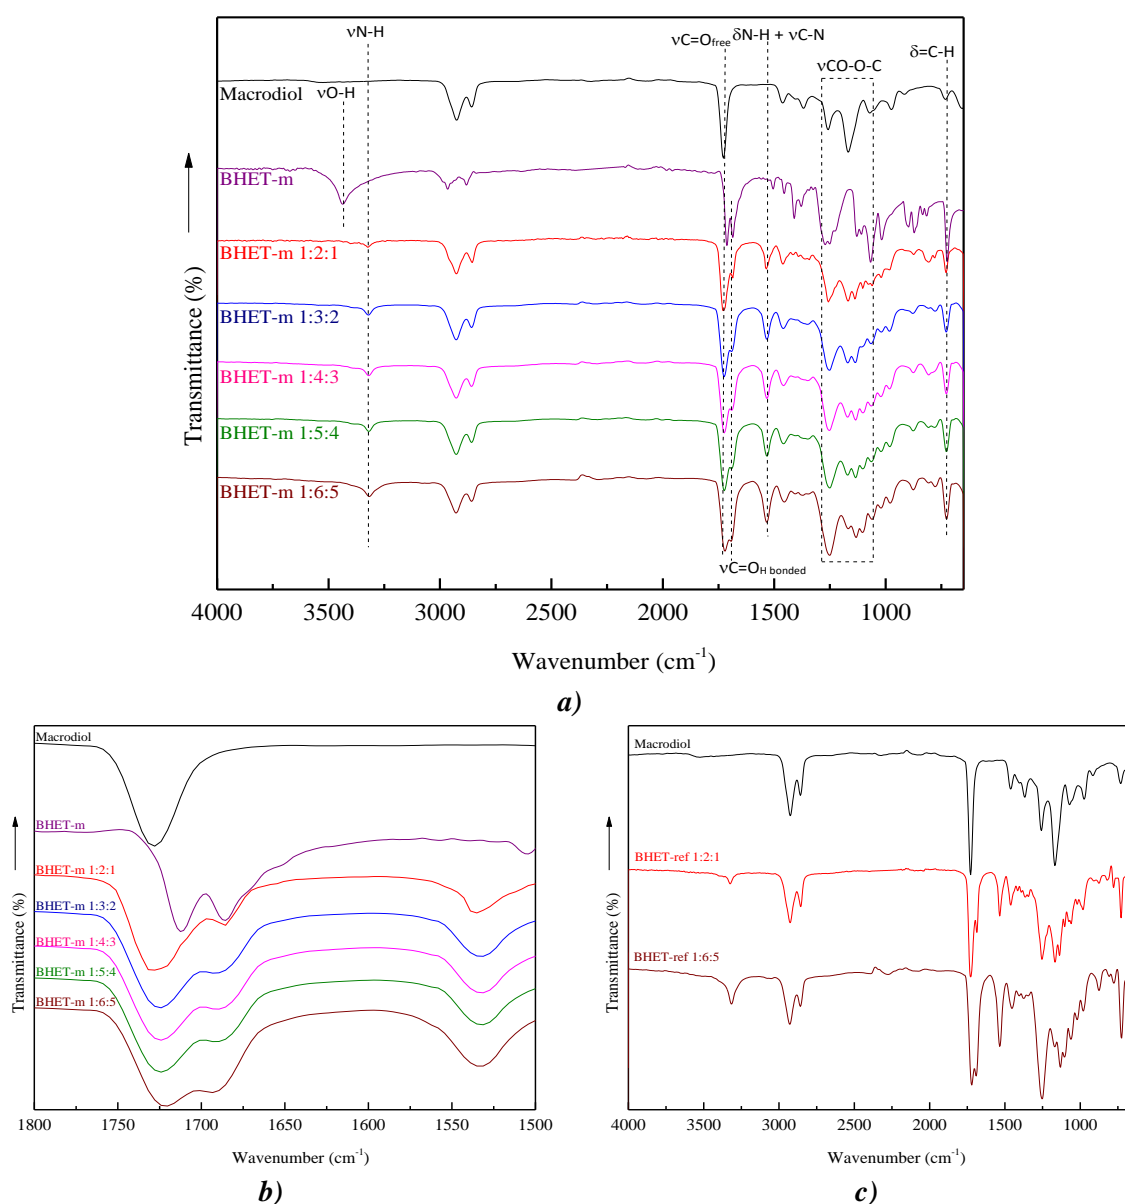 νN-H
νC=Ofree
δN-H + νC-N
νO-H
νCO-O-C
δ=C-H
Macrodiol
BHET-m
BHET-m 1:2:1
BHET-m 1:3:2
BHET-m 1:4:3
BHET-m 1:5:4
BHET-m 1:6:5
νC=OH bonded
Transmittance (%)
4000 3500 3000 2500 2000 1500 1000
Wavenumber (cm⁻¹)
a)
Macrodiol
BHET-m
BHET-m 1:2:1
BHET-m 1:3:2
BHET-m 1:4:3
BHET-m 1:5:4
BHET-m 1:6:5
Transmittance (%)
1800 1750 1700 1650 1600 1550 1500
Wavenumber (cm⁻¹)
b)
Macrodiol
BHET-ref 1:2:1
BHET-ref 1:6:5
Transmittance (%)
4000 3500 3000 2500 2000 1500 1000
Wavenumber (cm⁻¹)
c)